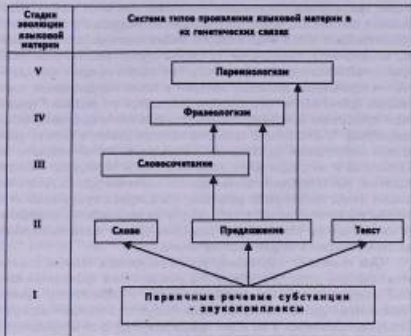 Стадии
эволюции
языковой
материи
Система типов проявления языковой материи в
их генетических связах
V
Паремиологизм
IV
Фразеологизм
III
Словосочетание
II
Слово
Предложение
Текст
I
Первичные речевые субстанции
- звукокомплексы